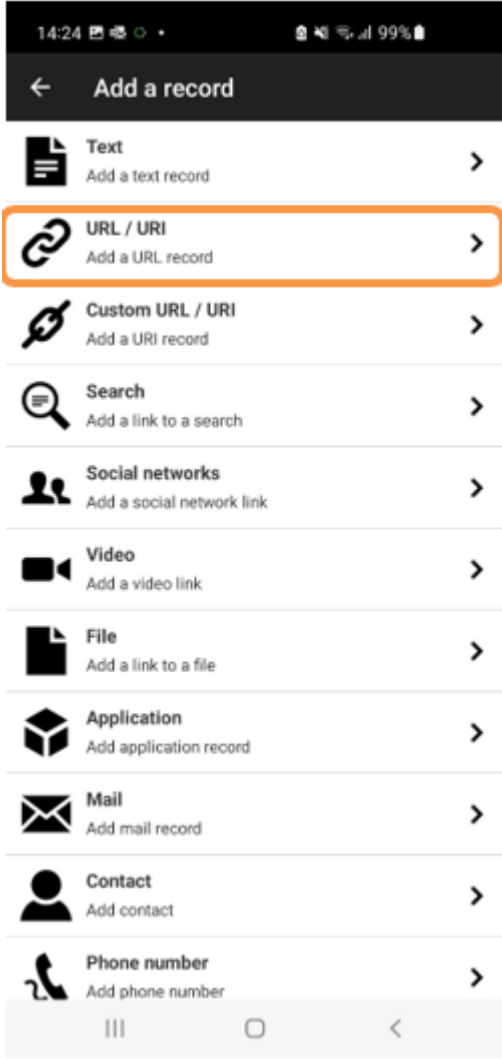 14:24 99%
Add a record
Text
Add a text record
URL / URI
Add a URL record
Custom URL / URI
Add a URI record
Search
Add a link to a search
Social networks
Add a social network link
Video
Add a video link
File
Add a link to a file
Application
Add application record
Mail
Add mail record
Contact
Add contact
Phone number
Add phone number